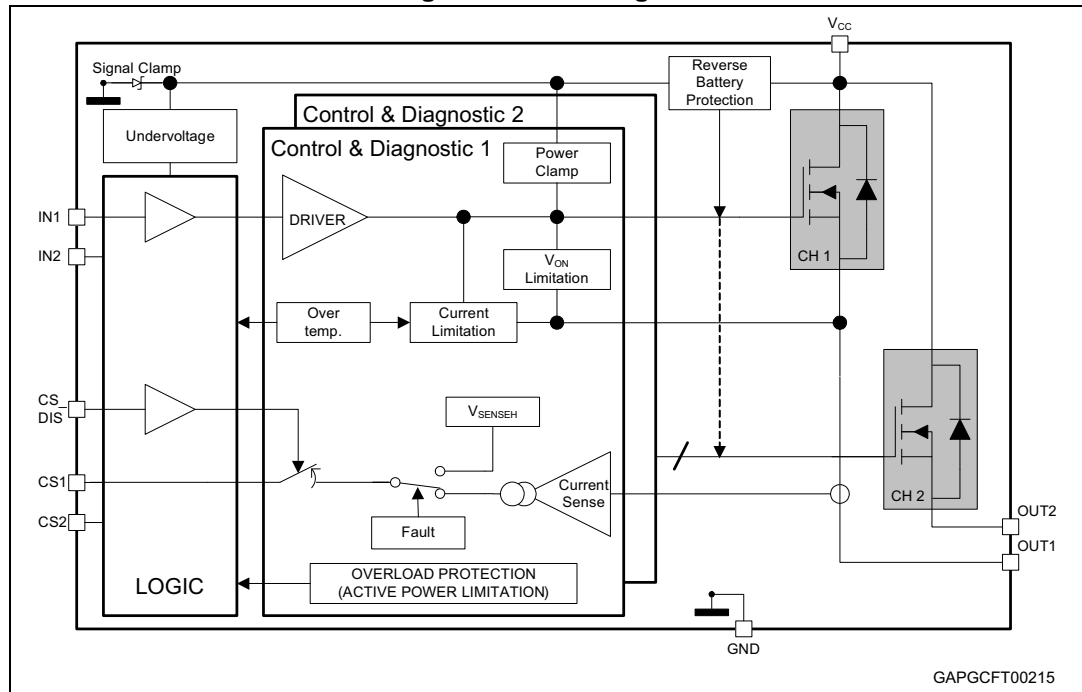 V_CC
Signal Clamp
Reverse
Battery
Protection
Control & Diagnostic 2
Undervoltage
Control & Diagnostic 1
Power
Clamp
IN1
DRIVER
IN2
V_ON
Limitation
CH 1
Over
temp.
Current
Limitation
CS_
DIS
V_SENSEH
CS1
Current
Sense
CH 2
CS2
Fault
OUT2
OUT1
LOGIC
OVERLOAD PROTECTION
(ACTIVE POWER LIMITATION)
GND
GAPGCFT00215